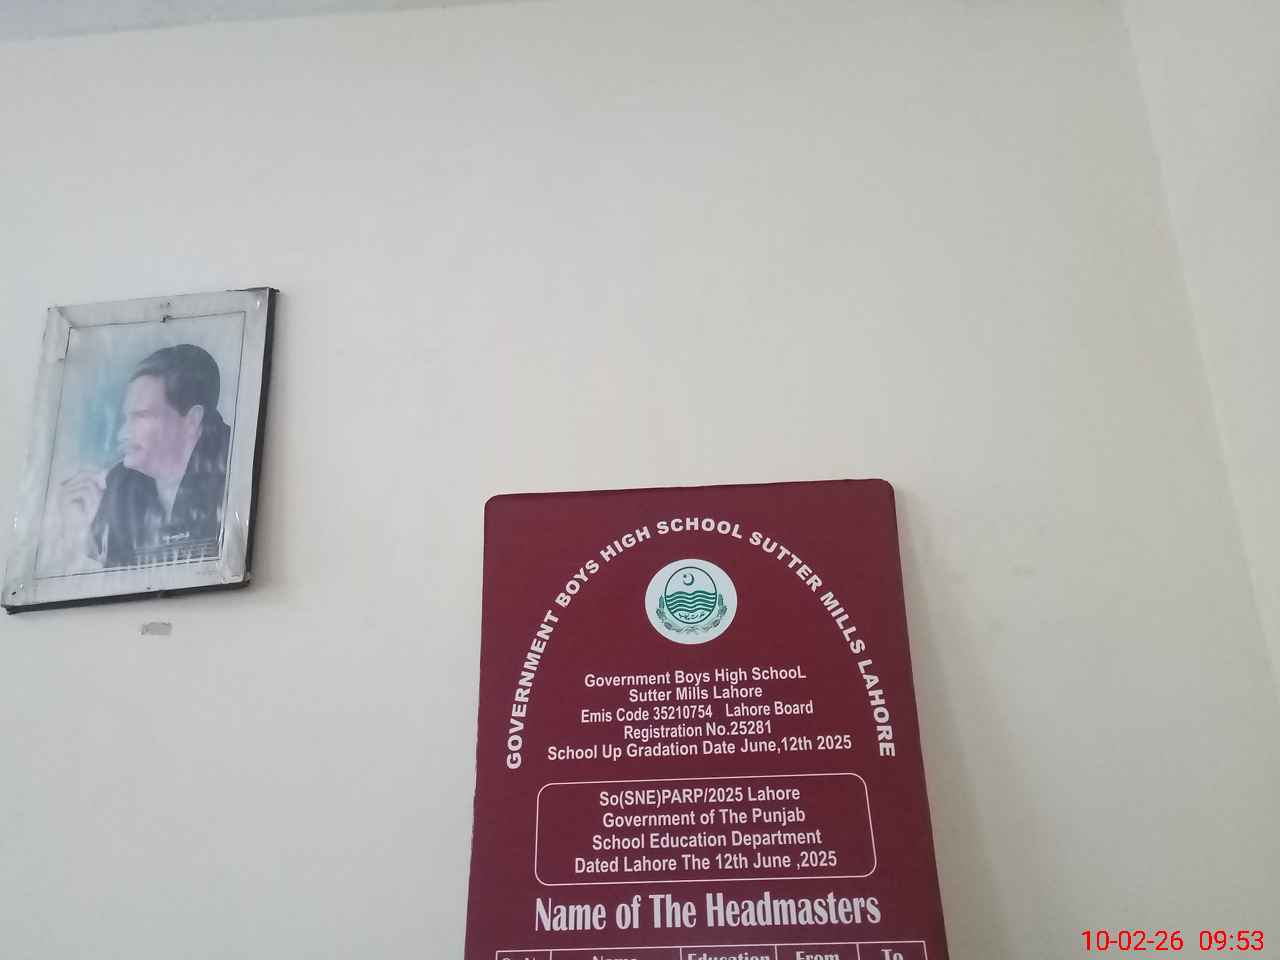 GOVERNMENT BOYS HIGH SCHOOL SUTTER MILLS LAHORE
Government Boys High SchooL
Sutter Mills Lahore
Emis Code 35210754 Lahore Board
Registration No.25281
School Up Gradation Date June,12th 2025
So(SNE)PARP/2025 Lahore
Government of The Punjab
School Education Department
Dated Lahore The 12th June ,2025
Name of The Headmasters
Name Education From To
10-02-26 09:53